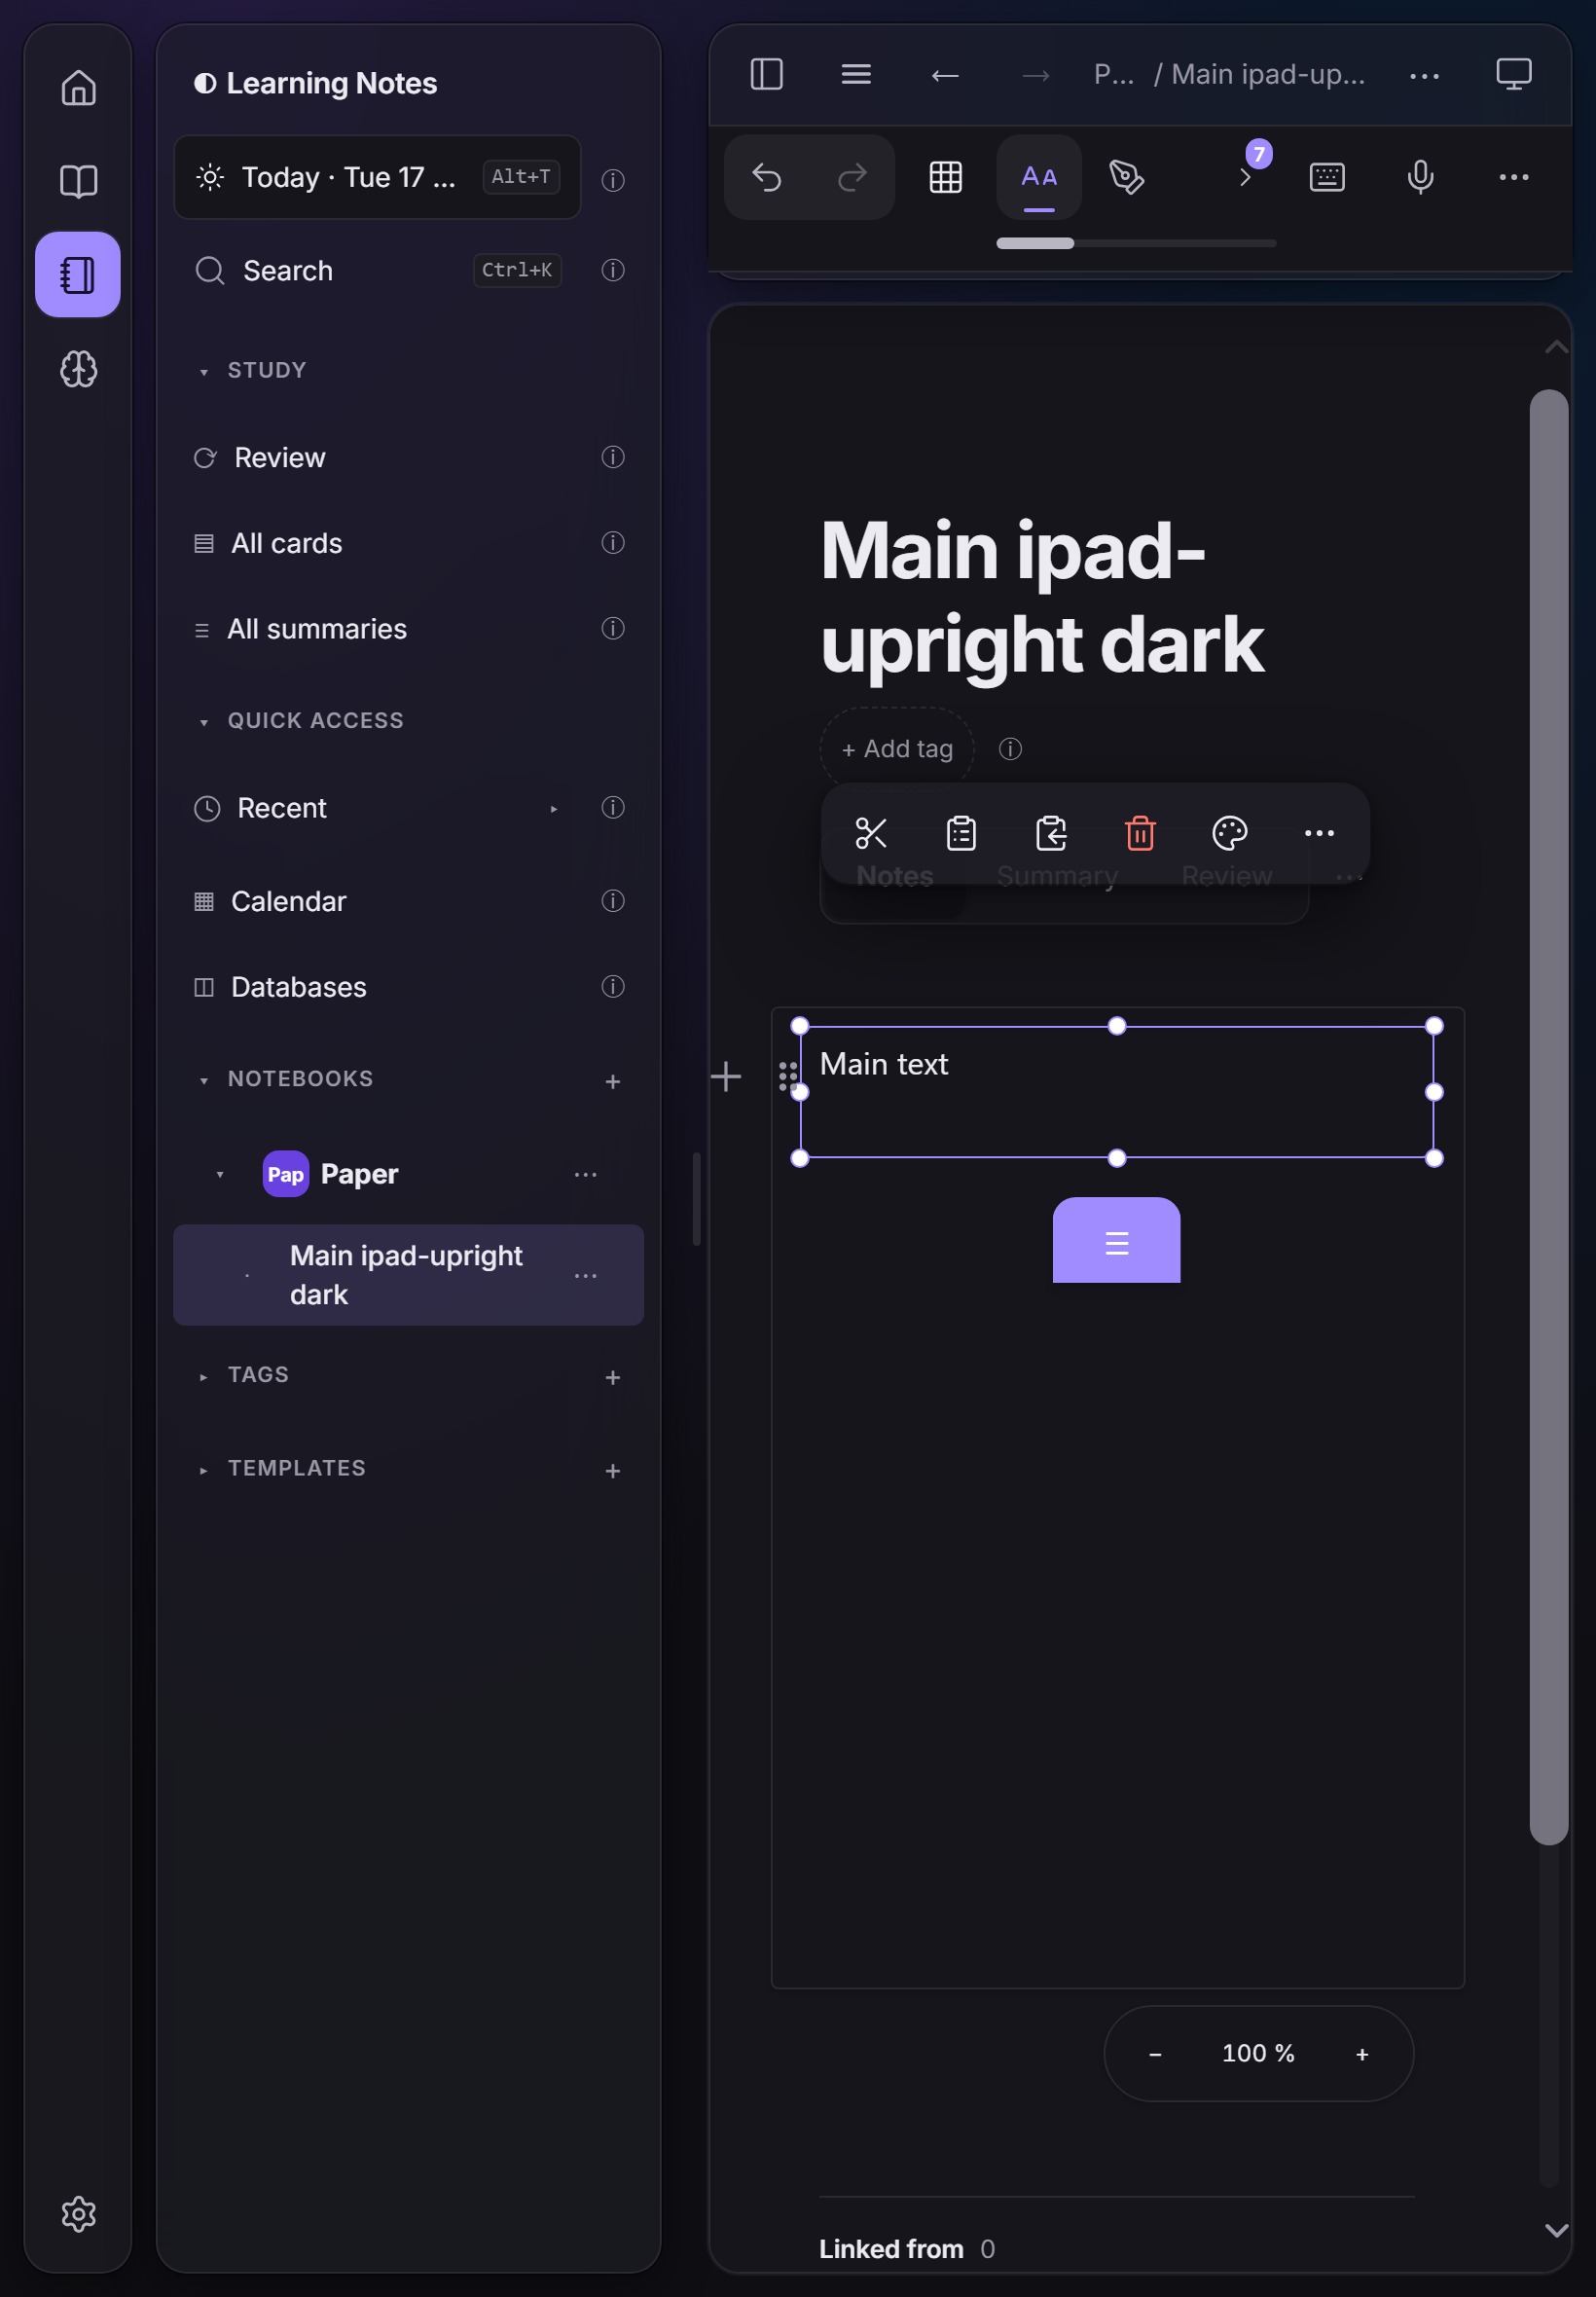 Learning Notes
Today · Tue 17 ...
Alt+T
Search
Ctrl+K
STUDY
Review
All cards
All summaries
QUICK ACCESS
Recent
Calendar
Databases
NOTEBOOKS
Pap Paper
Main ipad-upright
dark
TAGS
TEMPLATES
P... / Main ipad-up...
AA
7
Main ipad-
upright dark
+ Add tag
Notes Summary Review
Main text
− 100 % +
Linked from 0